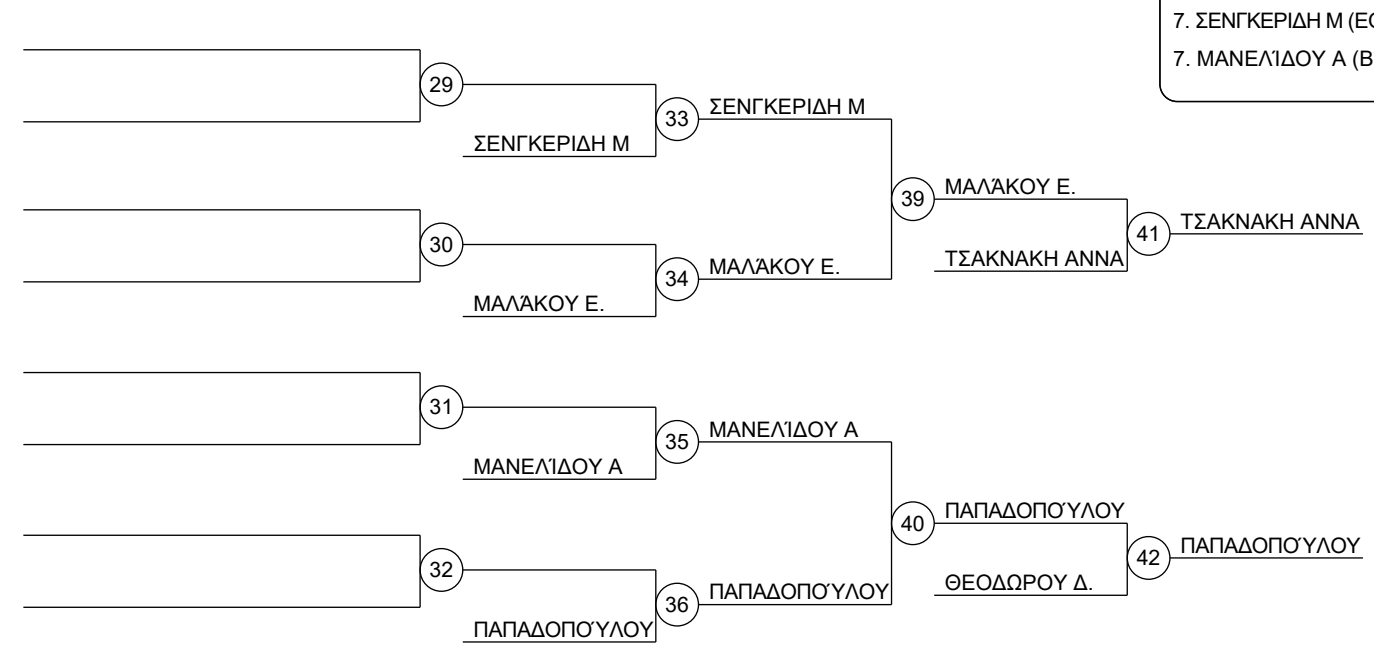 7. ΣΕΝΓΚΕΡΙΔΗ Μ (ΕΟ
7. ΜΑΝΕΛΊΔΟΥ Α (Β
29
33
ΣΕΝΓΚΕΡΙΔΗ Μ
ΣΕΝΓΚΕΡΙΔΗ Μ
39
ΜΑΛΆΚΟΥ Ε.
30
34
ΜΑΛΆΚΟΥ Ε.
ΜΑΛΆΚΟΥ Ε.
ΤΣΑΚΝΑΚΗ ΑΝΝΑ
41
ΤΣΑΚΝΑΚΗ ΑΝΝΑ
31
35
ΜΑΝΕΛΊΔΟΥ Α
ΜΑΝΕΛΊΔΟΥ Α
40
ΠΑΠΑΔΟΠΟΎΛΟΥ
32
36
ΠΑΠΑΔΟΠΟΎΛΟΥ
ΠΑΠΑΔΟΠΟΎΛΟΥ
ΘΕΟΔΩΡΟΥ Δ.
42
ΠΑΠΑΔΟΠΟΎΛΟΥ